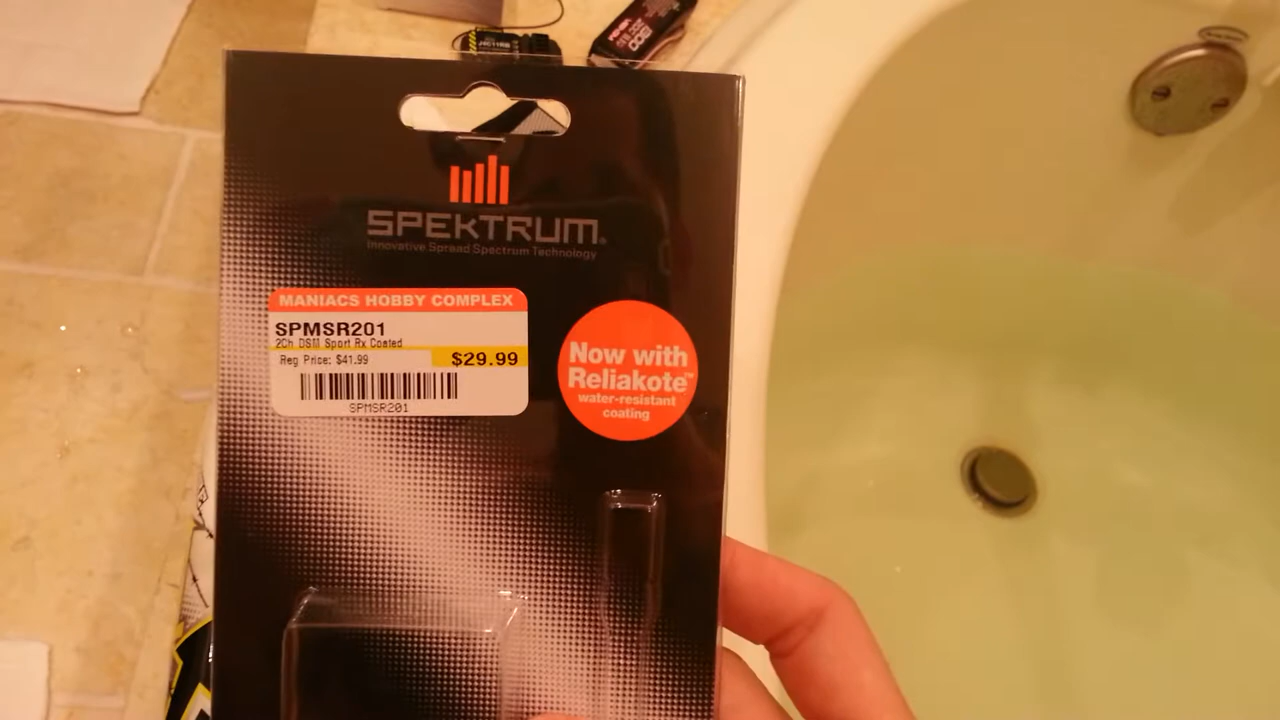 SPEKTRUM
Innovative Spread Spectrum Technology
MANIACS HOBBY COMPLEX
SPMSR201
2Ch DSM Sport Rx Coated
Reg Price: $41.99 $29.99
SPMSR201
Now with
Reliakote™
water-resistant
coating